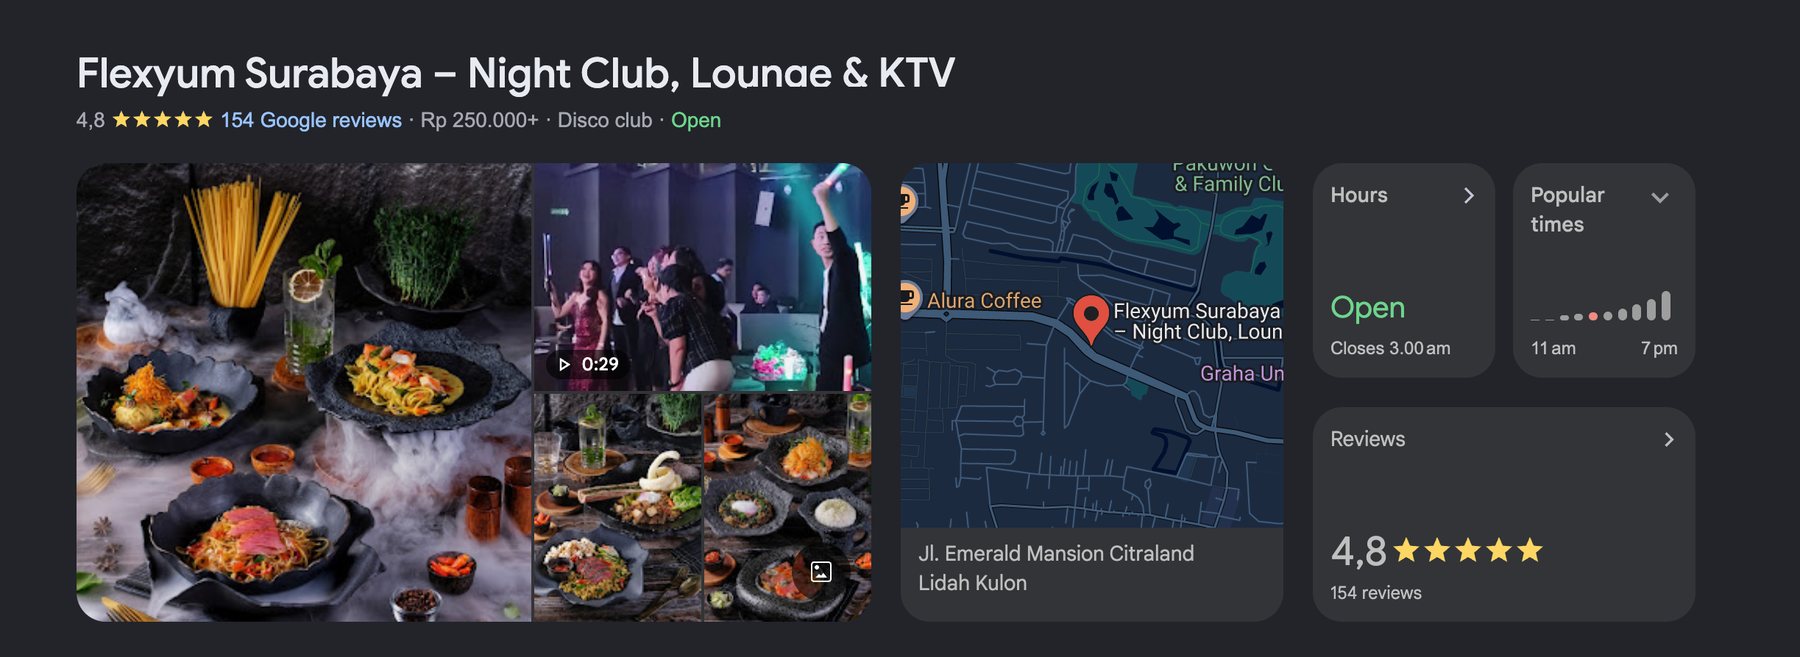 Flexyum Surabaya – Night Club, Lounge & KTV
4,8 154 Google reviews · Rp 250.000+ · Disco club · Open
0:29
Pakuwon
& Family Clu
Alura Coffee
Flexyum Surabaya
– Night Club, Loun
Graha Un
Jl. Emerald Mansion Citraland
Lidah Kulon
Hours
Open
Closes 3.00 am
Popular
times
11 am 7 pm
Reviews
4,8
154 reviews